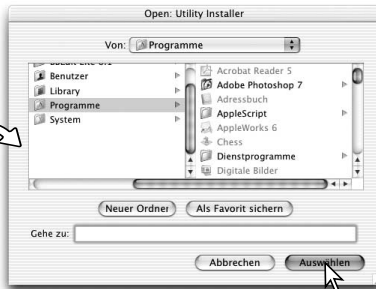 Open: Utility Installer
Von: Programme
Benutzer
Library
Programme
System
Acrobat Reader 5
Adobe Photoshop 7
Adressbuch
AppleScript
AppleWorks 6
Chess
Dienstprogramme
Digitale Bilder
Neuer Ordner
Als Favorit sichern
Gehe zu:
Abbrechen
Auswählen